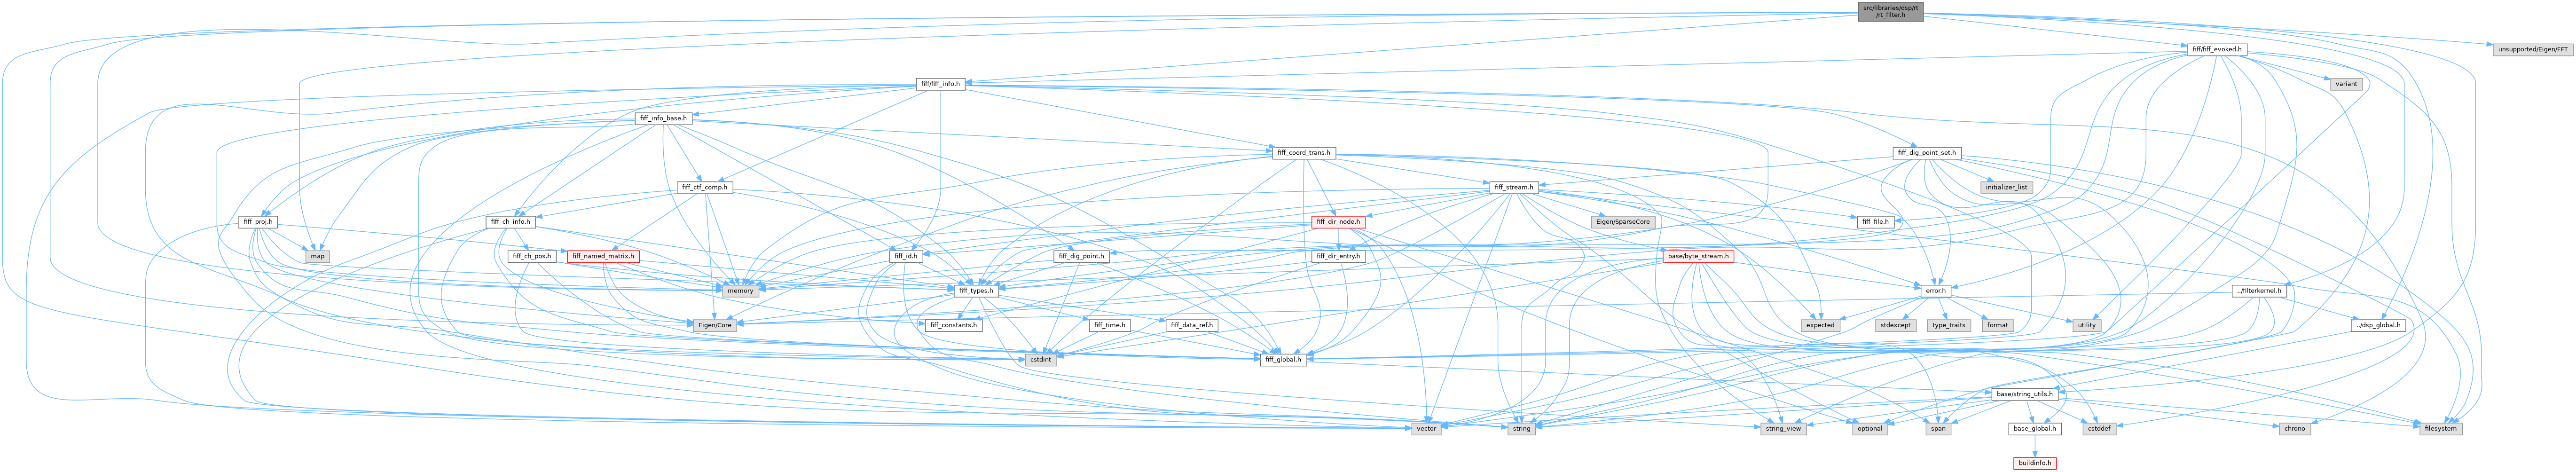 src/libraries/dsp/rt
/rt_filter.h
fiff/fiff_evoked.h
unsupported/Eigen/FFT
fiff/fiff_info.h
variant
fiff_info_base.h
fiff_coord_trans.h
fiff_dig_point_set.h
fiff_ctf_comp.h
fiff_stream.h
initializer_list
fiff_proj.h
fiff_ch_info.h
fiff_dir_node.h
Eigen/SparseCore
fiff_file.h
map
fiff_ch_pos.h
fiff_named_matrix.h
fiff_id.h
fiff_dig_point.h
fiff_dir_entry.h
base/byte_stream.h
memory
fiff_types.h
error.h
../filterkernel.h
Eigen/Core
fiff_constants.h
fiff_time.h
fiff_data_ref.h
expected
stdexcept
type_traits
format
utility
../dsp_global.h
cstdint
fiff_global.h
base/string_utils.h
vector
string
string_view
optional
span
base_global.h
cstddef
chrono
filesystem
buildinfo.h